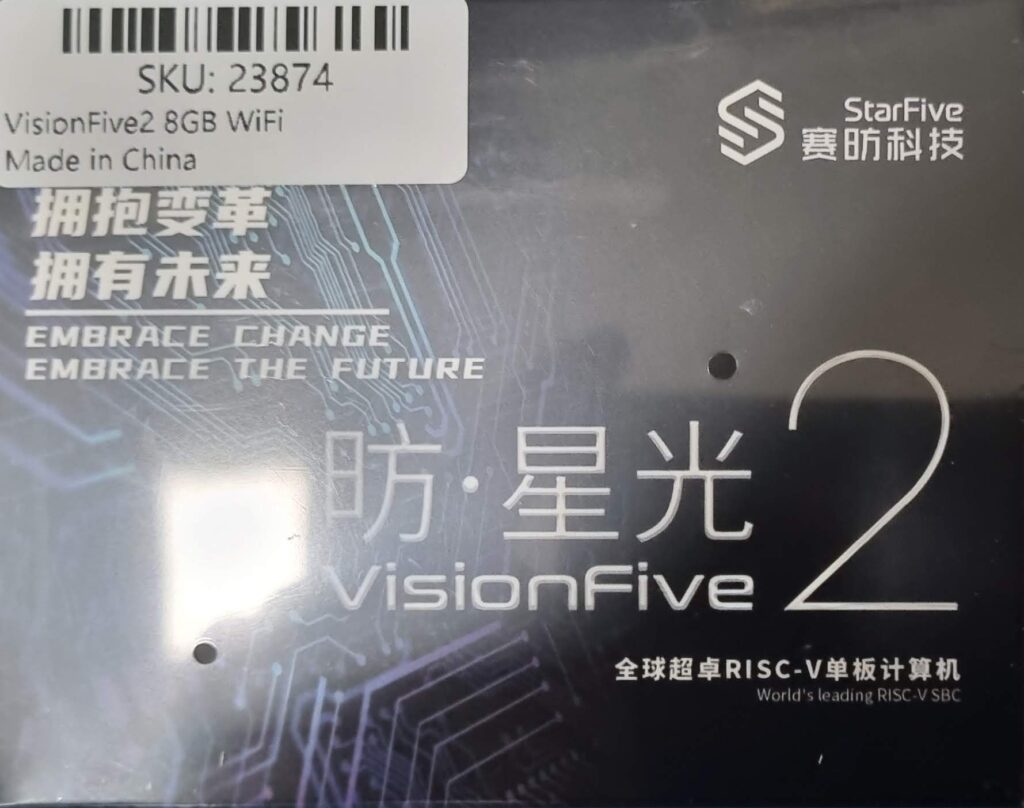 SKU: 23874
VisionFive2 8GB WiFi
Made in China
StarFive
赛昉科技
拥抱变革
拥有未来
EMBRACE CHANGE
EMBRACE THE FUTURE
昉·星光 2
VisionFive
全球超卓RISC-V单板计算机
World's leading RISC-V SBC